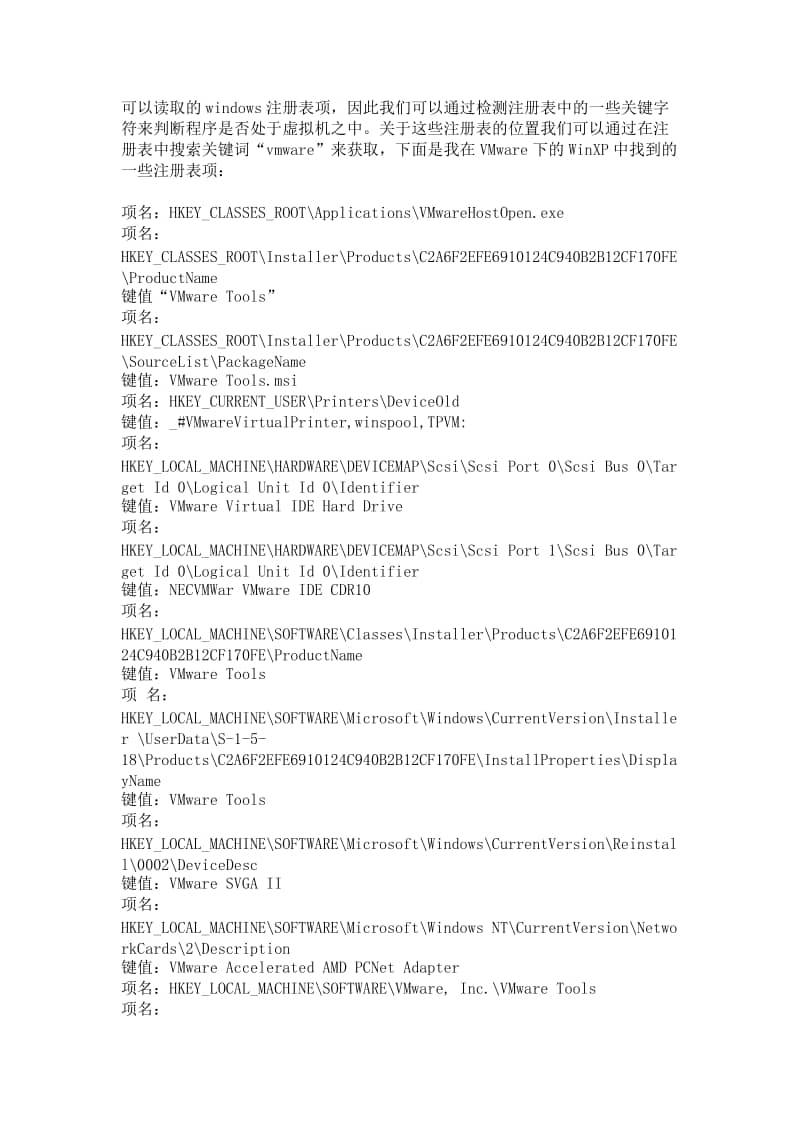 可以读取的 windows 注册表项，因此我们可以通过检测注册表中的一些关键字
符来判断程序是否处于虚拟机之中。关于这些注册表的位置我们可以通过在注
册表中搜索关键词“vmware”来获取，下面是我在 VMware 下的 WinXP 中找到的
一些注册表项：
项名：HKEY_CLASSES_ROOT\Applications\VMwareHostOpen.exe
项名：
HKEY_CLASSES_ROOT\Installer\Products\C2A6F2EFE6910124C940B2B12CF170FE
\ProductName
键值“VMware Tools”
项名：
HKEY_CLASSES_ROOT\Installer\Products\C2A6F2EFE6910124C940B2B12CF170FE
\SourceList\PackageName
键值：VMware Tools.msi
项名：HKEY_CURRENT_USER\Printers\DeviceOld
键值：_#VMwareVirtualPrinter,winspool,TPVM:
项名：
HKEY_LOCAL_MACHINE\HARDWARE\DEVICEMAP\Scsi\Scsi Port 0\Scsi Bus 0\Tar
get Id 0\Logical Unit Id 0\Identifier
键值：VMware Virtual IDE Hard Drive
项名：
HKEY_LOCAL_MACHINE\HARDWARE\DEVICEMAP\Scsi\Scsi Port 1\Scsi Bus 0\Tar
get Id 0\Logical Unit Id 0\Identifier
键值：NECVMWar VMware IDE CDR10
项名：
HKEY_LOCAL_MACHINE\SOFTWARE\Classes\Installer\Products\C2A6F2EFE69101
24C940B2B12CF170FE\ProductName
键值：VMware Tools
项 名：
HKEY_LOCAL_MACHINE\SOFTWARE\Microsoft\Windows\CurrentVersion\Installe
r \UserData\S-1-5-
18\Products\C2A6F2EFE6910124C940B2B12CF170FE\InstallProperties\Displa
yName
键值：VMware Tools
项名：
HKEY_LOCAL_MACHINE\SOFTWARE\Microsoft\Windows\CurrentVersion\Reinstal
l\0002\DeviceDesc
键值：VMware SVGA II
项名：
HKEY_LOCAL_MACHINE\SOFTWARE\Microsoft\Windows NT\CurrentVersion\Netwo
rkCards\2\Description
键值：VMware Accelerated AMD PCNet Adapter
项名：HKEY_LOCAL_MACHINE\SOFTWARE\VMware, Inc.\VMware Tools
项名：